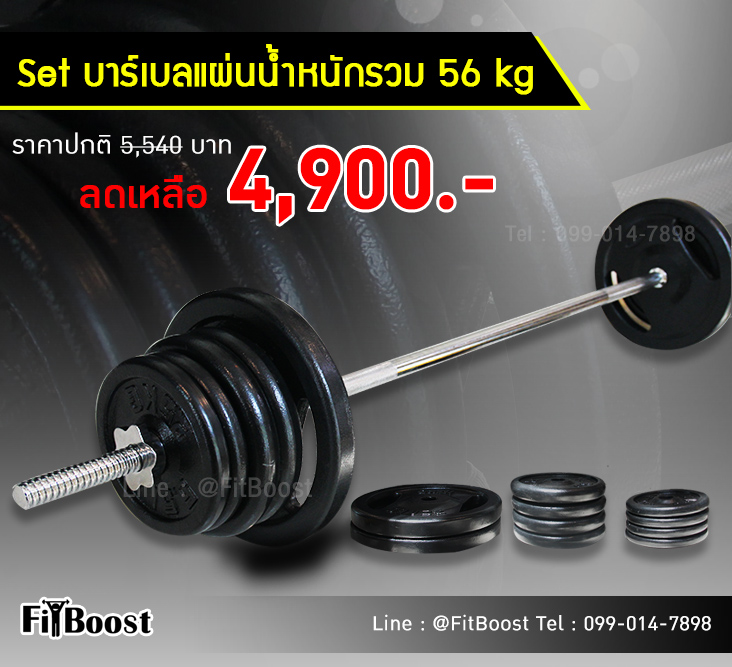 Set บาร์เบลแผ่นน้ำหนักรวม 56 kg
ราคาปกติ 5,540 บาท
ลดเหลือ 4,900.-
Tel : 099-014-7898
Line : @FitBoost
FitBoost
Line : @FitBoost Tel : 099-014-7898